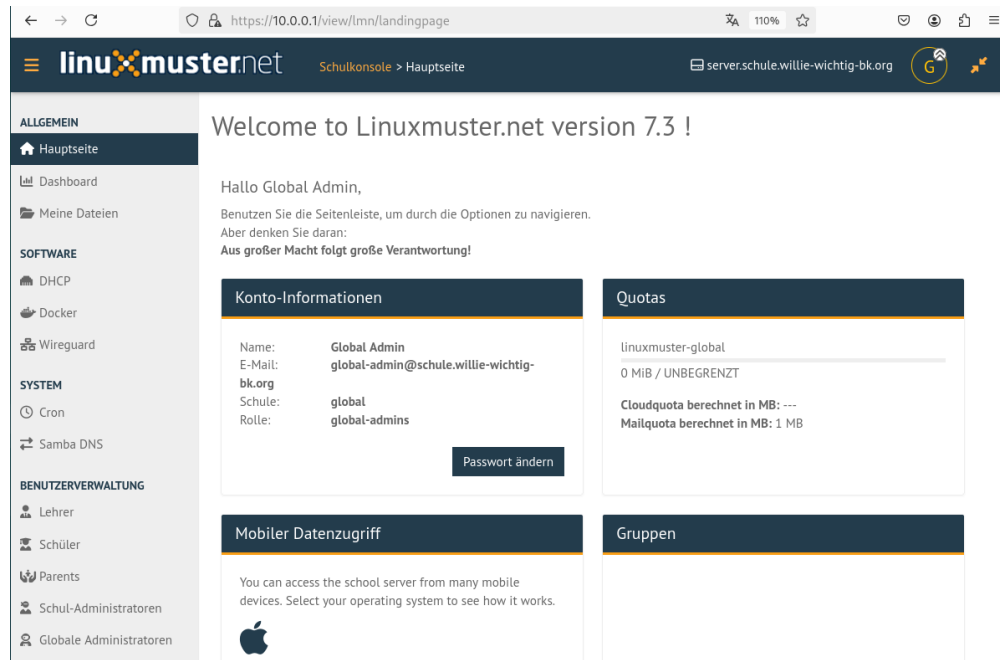 https://10.0.0.1/view/lmn/landingpage
110%
linuxmuster.net
Schulkonsole > Hauptseite
server.schule.willie-wichtig-bk.org
G
ALLGEMEIN
Hauptseite
Dashboard
Meine Dateien
SOFTWARE
DHCP
Docker
Wireguard
SYSTEM
Cron
Samba DNS
BENUTZERVERWALTUNG
Lehrer
Schüler
Parents
Schul-Administratoren
Globale Administratoren
Welcome to Linuxmuster.net version 7.3 !
Hallo Global Admin,
Benutzen Sie die Seitenleiste, um durch die Optionen zu navigieren.
Aber denken Sie daran:
Aus großer Macht folgt große Verantwortung!
Konto-Informationen
Name: Global Admin
E-Mail: global-admin@schule.willie-wichtig-
bk.org
Schule: global
Rolle: global-admins
Passwort ändern
Quotas
linuxmuster-global
0 MiB / UNBEGRENZT
Cloudquota berechnet in MB: ---
Mailquota berechnet in MB: 1 MB
Mobiler Datenzugriff
You can access the school server from many mobile
devices. Select your operating system to see how it works.
Gruppen